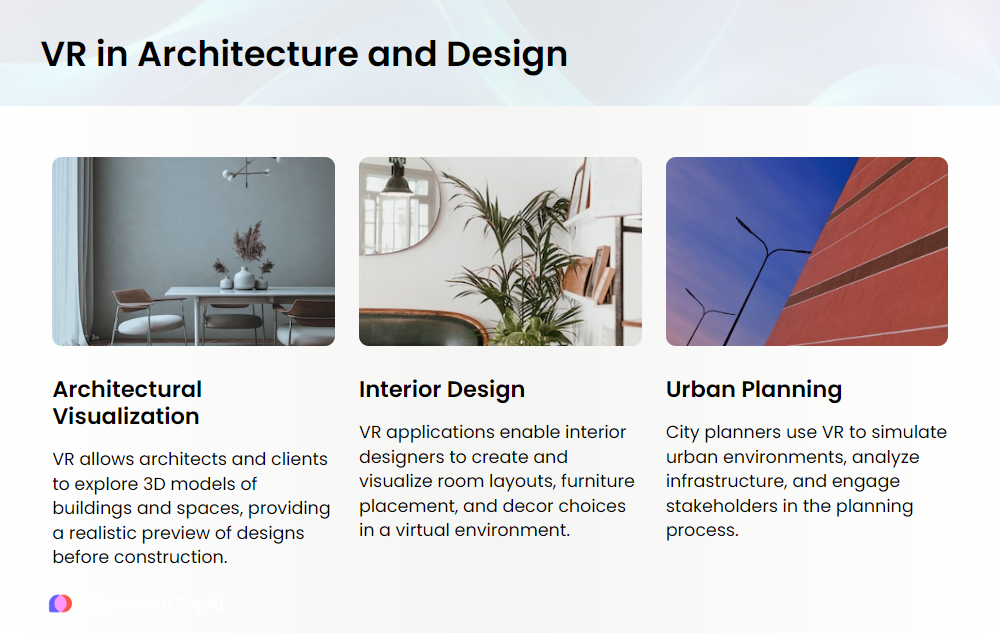 VR in Architecture and Design
Architectural
Visualization
VR allows architects and clients
to explore 3D models of
buildings and spaces, providing
a realistic preview of designs
before construction.
Interior Design
VR applications enable interior
designers to create and
visualize room layouts, furniture
placement, and decor choices
in a virtual environment.
Urban Planning
City planners use VR to simulate
urban environments, analyze
infrastructure, and engage
stakeholders in the planning
process.